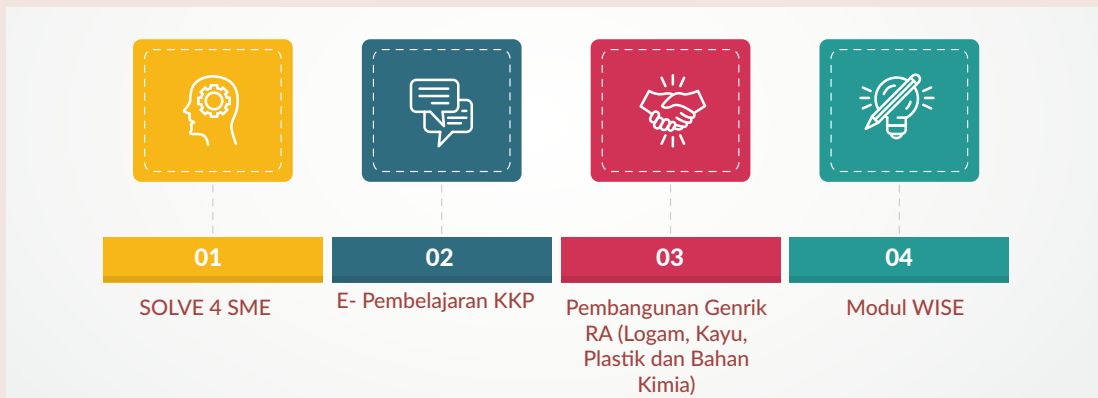 01
SOLVE 4 SME
02
E- Pembelajaran KKP
03
Pembangunan Genrik
RA (Logam, Kayu,
Plastik dan Bahan
Kimia)
04
Modul WISE